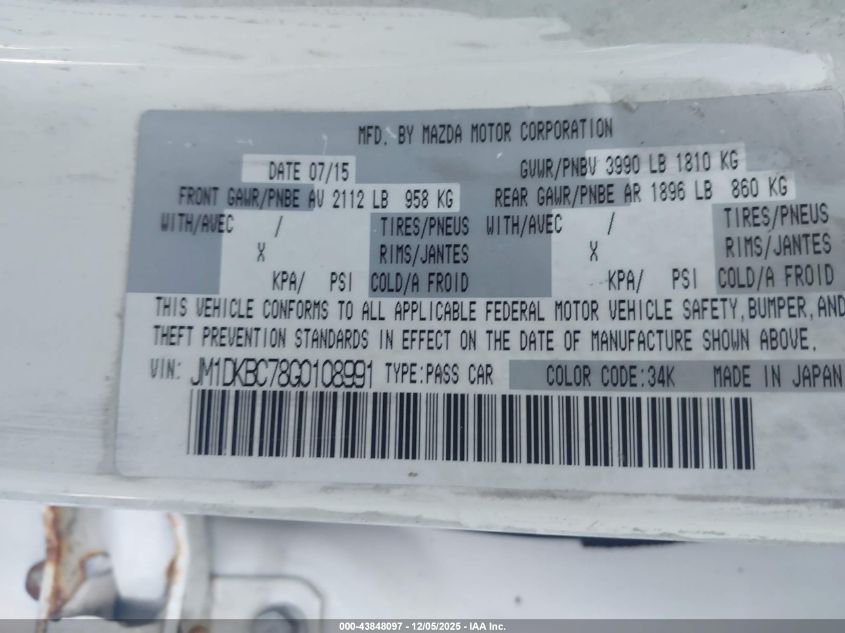 MFD. BY MAZDA MOTOR CORPORATION
DATE 07/15 GVWR/PNBV 3990 LB 1810 KG
FRONT GAWR/PNBE AV 2112 LB 958 KG REAR GAWR/PNBE AR 1896 LB 860 KG
WITH/AVEC / TIRES/PNEUS WITH/AVEC / TIRES/PNEUS
X RIMS/JANTES X RIMS/JANTES
KPA/ PSI COLD/A FROID KPA/ PSI COLD/A FROID
THIS VEHICLE CONFORMS TO ALL APPLICABLE FEDERAL MOTOR VEHICLE SAFETY, BUMPER, AND
THEFT PREVENTION STANDARDS IN EFFECT ON THE DATE OF MANUFACTURE SHOWN ABOVE.
VIN: JM1DKBC78G0108991 TYPE:PASS CAR COLOR CODE:34K MADE IN JAPAN
000-43848097 - 12/05/2025 - IAA Inc.